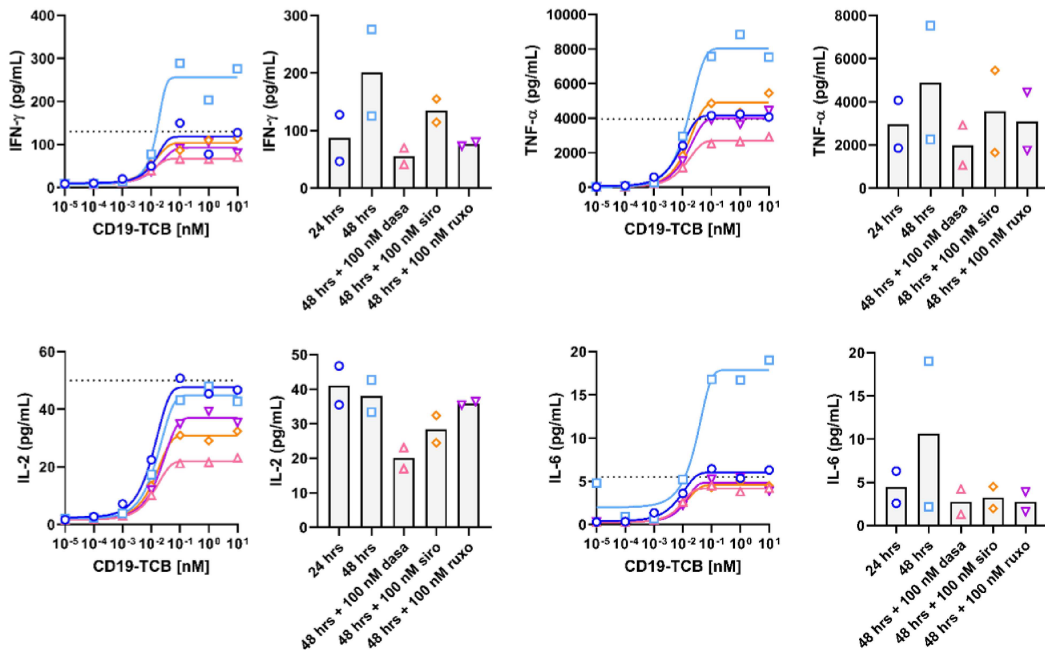 IFN-γ (pg/mL)
400
300
200
100
0
10⁻⁵ 10⁻⁴ 10⁻³ 10⁻² 10⁻¹ 10⁰ 10¹
CD19-TCB [nM]
IFN-γ (pg/mL)
300
200
100
0
24 hrs
48 hrs
48 hrs + 100 nM dasa
48 hrs + 100 nM siro
48 hrs + 100 nM ruxo
TNF-α (pg/mL)
10000
8000
6000
4000
2000
0
10⁻⁵ 10⁻⁴ 10⁻³ 10⁻² 10⁻¹ 10⁰ 10¹
CD19-TCB [nM]
TNF-α (pg/mL)
8000
6000
4000
2000
0
24 hrs
48 hrs
48 hrs + 100 nM dasa
48 hrs + 100 nM siro
48 hrs + 100 nM ruxo
IL-2 (pg/mL)
60
40
20
0
10⁻⁵ 10⁻⁴ 10⁻³ 10⁻² 10⁻¹ 10⁰ 10¹
CD19-TCB [nM]
IL-2 (pg/mL)
50
40
30
20
10
0
24 hrs
48 hrs
48 hrs + 100 nM dasa
48 hrs + 100 nM siro
48 hrs + 100 nM ruxo
IL-6 (pg/mL)
20
15
10
5
0
10⁻⁵ 10⁻⁴ 10⁻³ 10⁻² 10⁻¹ 10⁰ 10¹
CD19-TCB [nM]
IL-6 (pg/mL)
20
15
10
5
0
24 hrs
48 hrs
48 hrs + 100 nM dasa
48 hrs + 100 nM siro
48 hrs + 100 nM ruxo